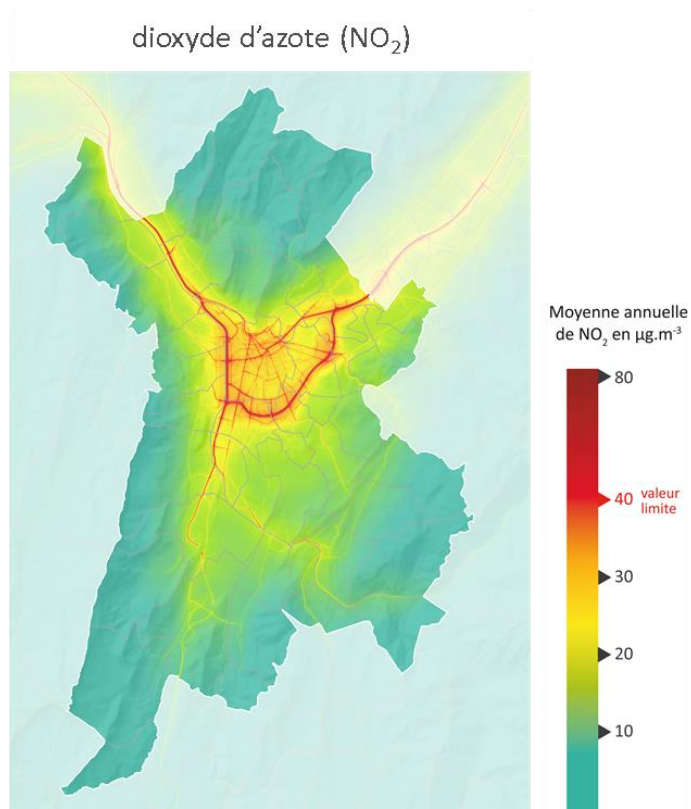 dioxyde d'azote (NO₂)
Moyenne annuelle
de NO₂ en µg.m⁻³
80
40 valeur
limite
30
20
10